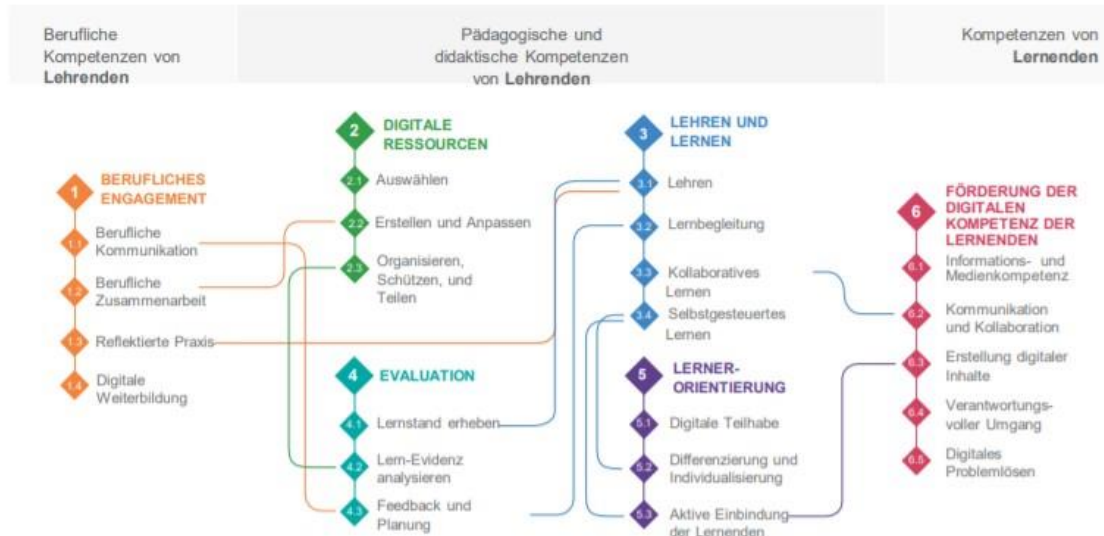 Berufliche
Kompetenzen von
Lehrenden
Pädagogische und
didaktische Kompetenzen
von Lehrenden
Kompetenzen von
Lernenden
1
BERUFLICHES
ENGAGEMENT
1.1
Berufliche
Kommunikation
1.2
Berufliche
Zusammenarbeit
1.3
Reflektierte Praxis
1.4
Digitale
Weiterbildung
2
DIGITALE
RESSOURCEN
2.1
Auswählen
2.2
Erstellen und Anpassen
2.3
Organisieren,
Schützen, und
Teilen
3
LEHREN UND
LERNEN
3.1
Lehren
3.2
Lernbegleitung
3.3
Kollaboratives
Lernen
3.4
Selbstgesteuertes
Lernen
4
EVALUATION
4.1
Lernstand erheben
4.2
Lern-Evidenz
analysieren
4.3
Feedback und
Planung
5
LERNER-
ORIENTIERUNG
5.1
Digitale Teilhabe
5.2
Differenzierung und
Individualisierung
5.3
Aktive Einbindung
der Lernenden
6
FÖRDERUNG DER
DIGITALEN
KOMPETENZ DER
LERNENDEN
6.1
Informations- und
Medienkompetenz
6.2
Kommunikation
und Kollaboration
6.3
Erstellung digitaler
Inhalte
6.4
Verantwortungs-
voller Umgang
6.5
Digitales
Problemlösen